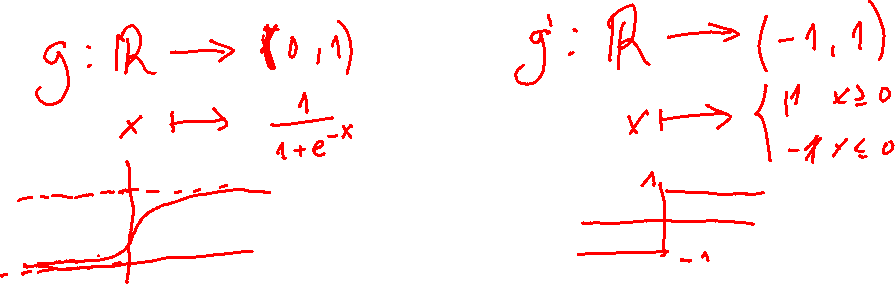 g : ℝ → (0, 1)
x ↦ 1 / (1 + e^{-x})
g' : ℝ → (-1, 1)
x ↦ { 1 x ≥ 0
-1 x ≤ 0
1
-1